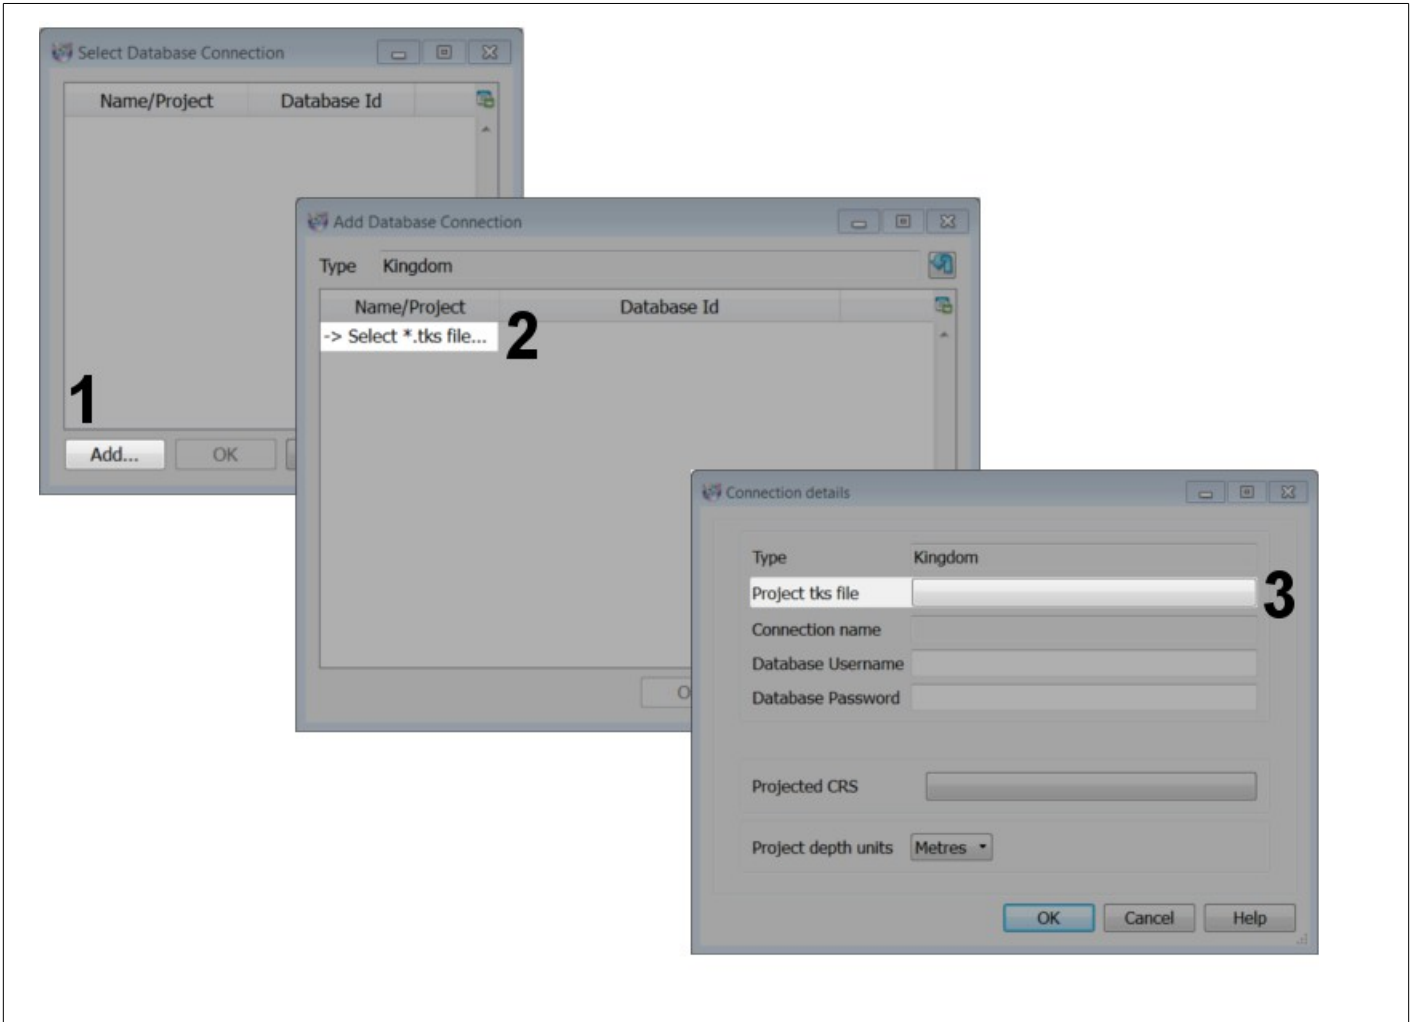 Select Database Connection
Name/Project Database Id
1
Add... OK
Add Database Connection
Type Kingdom
Name/Project Database Id
-> Select *.tks file... 2
Connection details
Type Kingdom
Project tks file 3
Connection name
Database Username
Database Password
Projected CRS
Project depth units Metres
OK Cancel Help